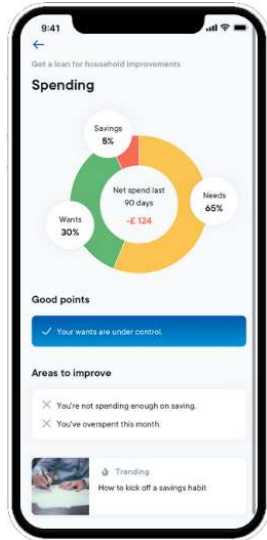 9:41
Get a loan for household improvements
Spending
Savings
5%
Net spend last
90 days
-£ 124
Needs
65%
Wants
30%
Good points
Your wants are under control.
Areas to improve
You're not spending enough on saving.
You've overspent this month.
Trending
How to kick off a savings habit